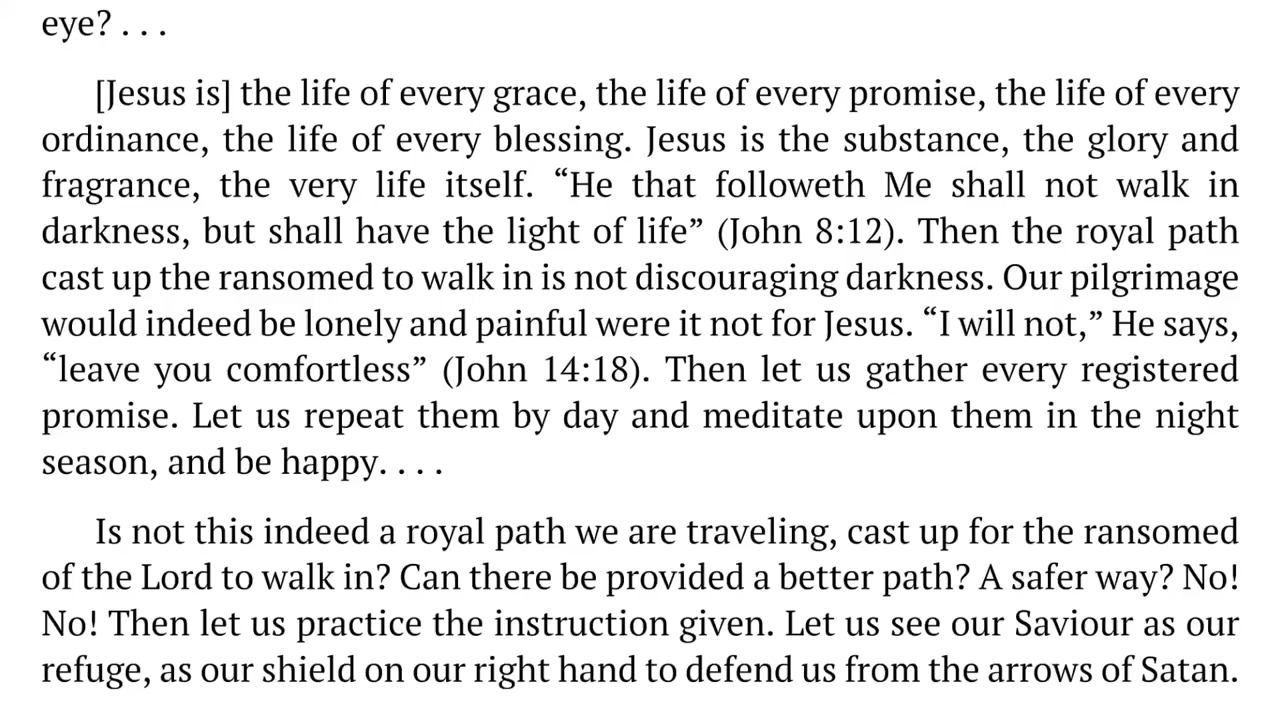 eye? . . .
[Jesus is] the life of every grace, the life of every promise, the life of every
ordinance, the life of every blessing. Jesus is the substance, the glory and
fragrance, the very life itself. “He that followeth Me shall not walk in
darkness, but shall have the light of life” (John 8:12). Then the royal path
cast up the ransomed to walk in is not discouraging darkness. Our pilgrimage
would indeed be lonely and painful were it not for Jesus. “I will not,” He says,
“leave you comfortless” (John 14:18). Then let us gather every registered
promise. Let us repeat them by day and meditate upon them in the night
season, and be happy. . . .
Is not this indeed a royal path we are traveling, cast up for the ransomed
of the Lord to walk in? Can there be provided a better path? A safer way? No!
No! Then let us practice the instruction given. Let us see our Saviour as our
refuge, as our shield on our right hand to defend us from the arrows of Satan.